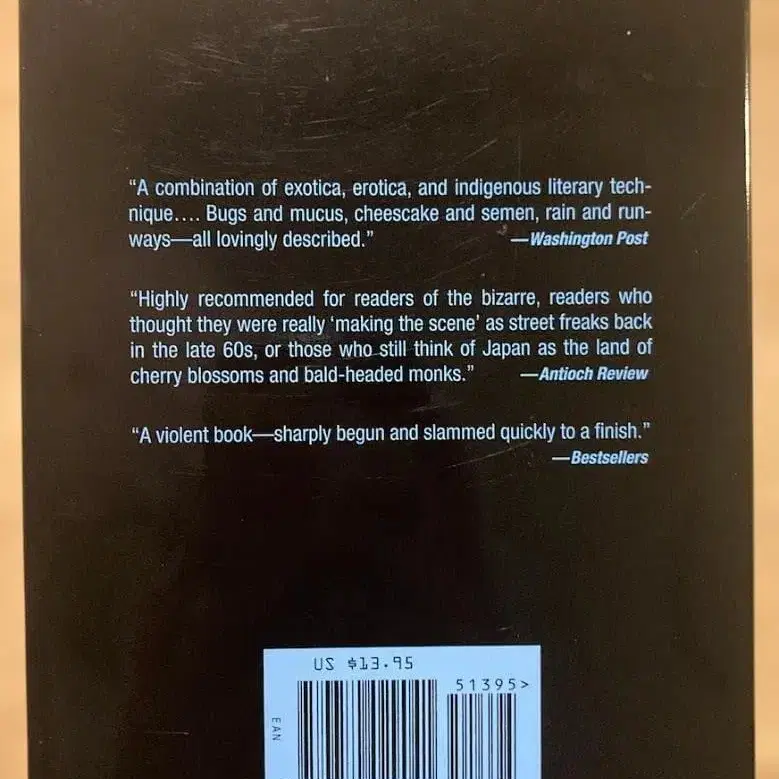 “A combination of exotica, erotica, and indigenous literary tech-
nique.... Bugs and mucus, cheescake and semen, rain and run-
ways—all lovingly described.” —Washington Post
“Highly recommended for readers of the bizarre, readers who
thought they were really ‘making the scene’ as street freaks back
in the late 60s, or those who still think of Japan as the land of
cherry blossoms and bald-headed monks.” —Antioch Review
“A violent book—sharply begun and slammed quickly to a finish.”
—Bestsellers
US $13.95
51395>
EAN